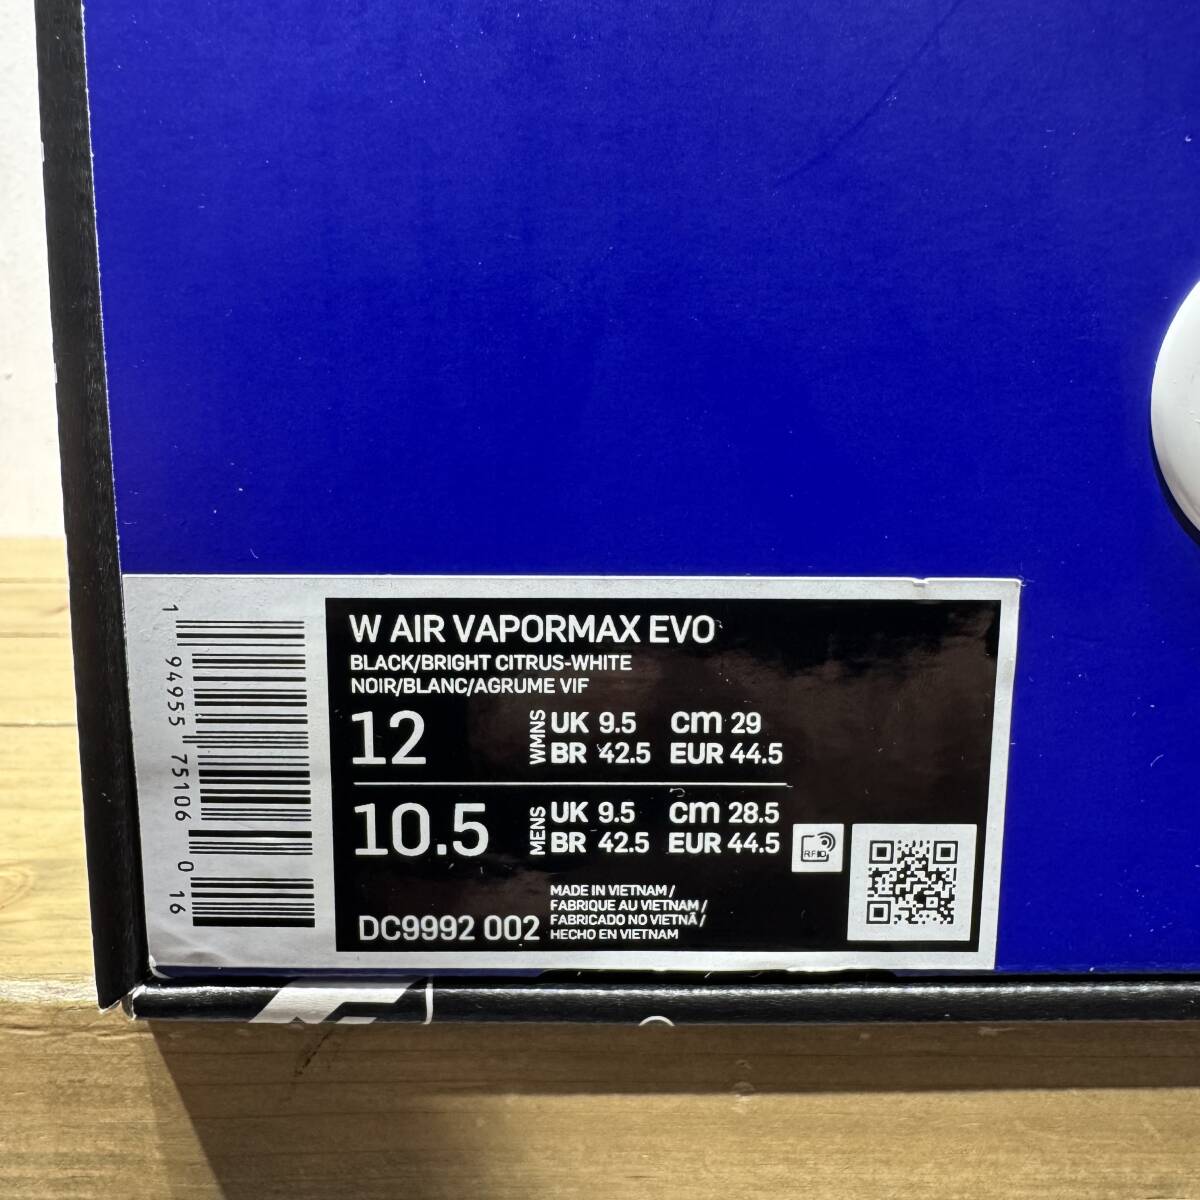 W AIR VAPORMAX EVO
BLACK/BRIGHT CITRUS-WHITE
NOIR/BLANC/AGRUME VIF
12 WMNS UK 9.5 cm 29
BR 42.5 EUR 44.5
10.5 MENS UK 9.5 cm 28.5
BR 42.5 EUR 44.5
RFID
MADE IN VIETNAM /
FABRIQUE AU VIETNAM /
FABRICADO NO VIETNÃ /
HECHO EN VIETNAM
DC9992 002
1 94955 75106 0 16